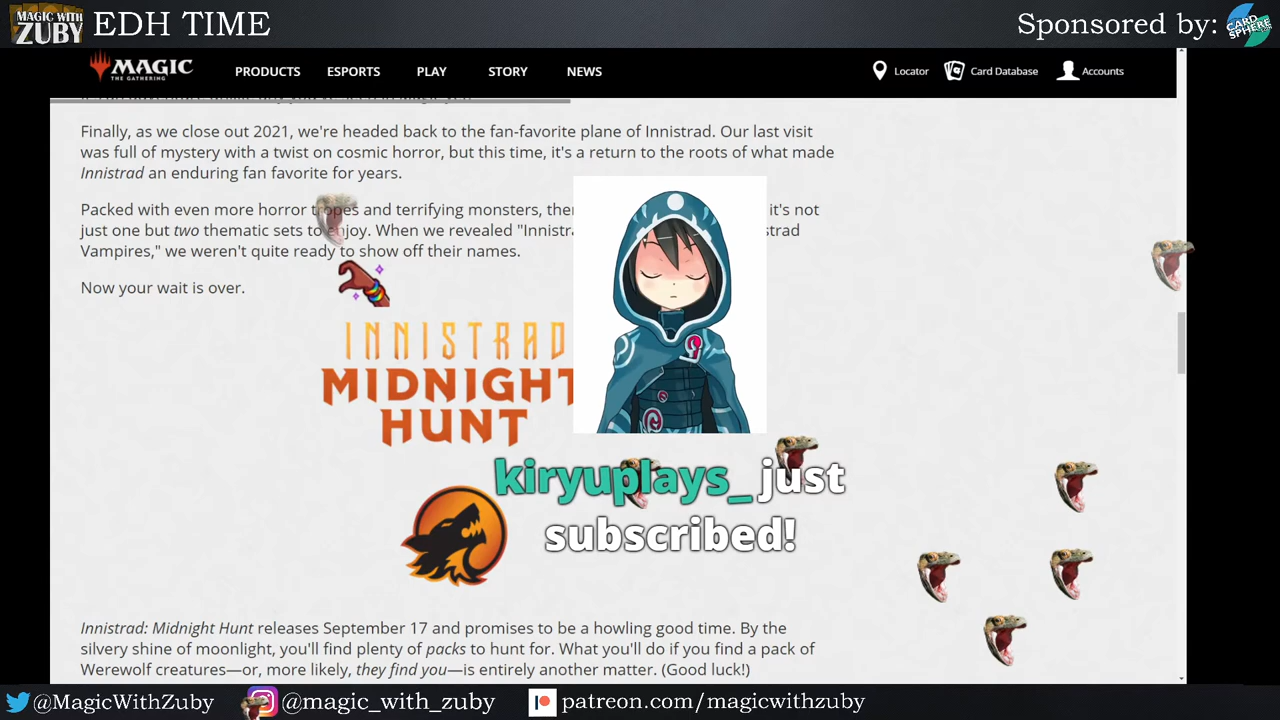 MAGIC WITH ZUBY EDH TIME Sponsored by: CARD SPHERE
MAGIC THE GATHERING PRODUCTS ESPORTS PLAY STORY NEWS Locator Card Database Accounts
Finally, as we close out 2021, we're headed back to the fan-favorite plane of Innistrad. Our last visit
was full of mystery with a twist on cosmic horror, but this time, it's a return to the roots of what made
Innistrad an enduring fan favorite for years.
Packed with even more horror tropes and terrifying monsters, it's not
just one but two thematic sets to enjoy. When we revealed "Innistra
Vampires," we weren't quite ready to show off their names.
Now your wait is over.
INNISTRAD
MIDNIGHT
HUNT
kiryuplays_ just
subscribed!
Innistrad: Midnight Hunt releases September 17 and promises to be a howling good time. By the
silvery shine of moonlight, you'll find plenty of packs to hunt for. What you'll do if you find a pack of
Werewolf creatures—or, more likely, they find you—is entirely another matter. (Good luck!)
@MagicWithZuby @magic_with_zuby patreon.com/magicwithzuby